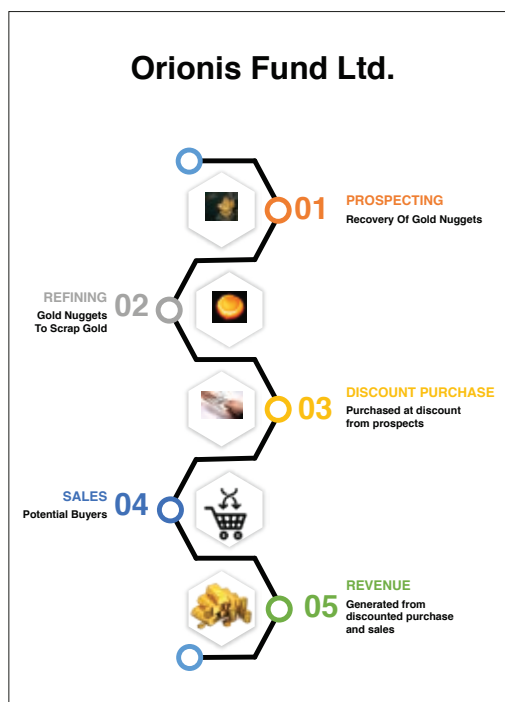 Orionis Fund Ltd.
01
PROSPECTING
Recovery Of Gold Nuggets
REFINING
02
Gold Nuggets
To Scrap Gold
03
DISCOUNT PURCHASE
Purchased at discount
from prospects
SALES
04
Potential Buyers
05
REVENUE
Generated from
discounted purchase
and sales